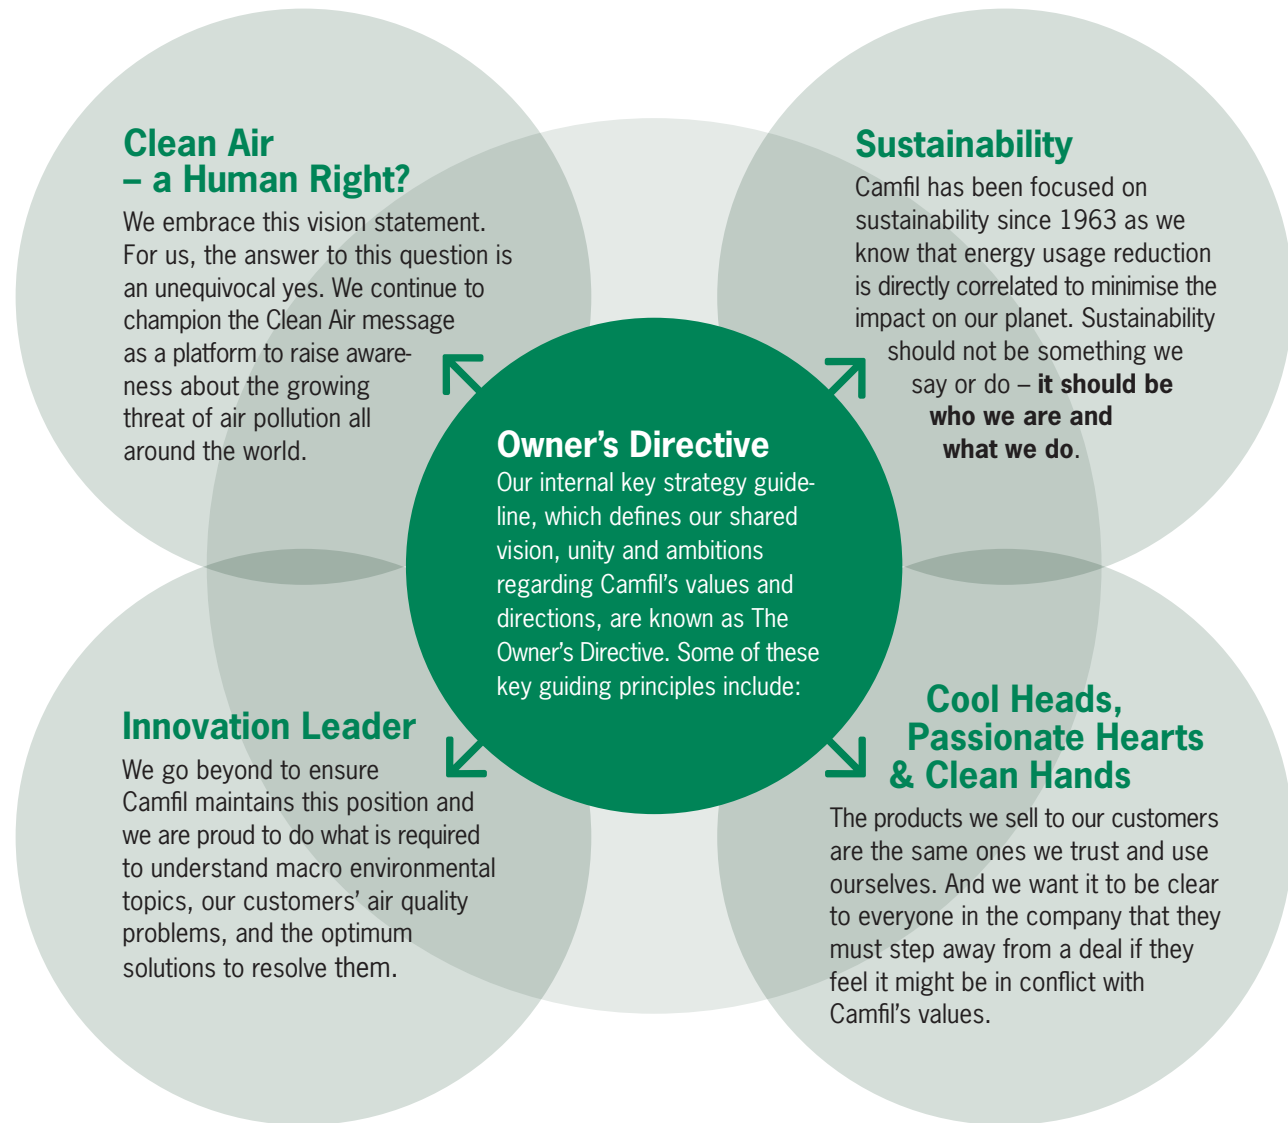 Clean Air
– a Human Right?
We embrace this vision statement.
For us, the answer to this question is
an unequivocal yes. We continue to
champion the Clean Air message
as a platform to raise aware-
ness about the growing
threat of air pollution all
around the world.
Sustainability
Camfil has been focused on
sustainability since 1963 as we
know that energy usage reduction
is directly correlated to minimise the
impact on our planet. Sustainability
should not be something we
say or do – it should be
who we are and
what we do.
Owner’s Directive
Our internal key strategy guide-
line, which defines our shared
vision, unity and ambitions
regarding Camfil’s values and
directions, are known as The
Owner’s Directive. Some of these
key guiding principles include:
Innovation Leader
We go beyond to ensure
Camfil maintains this position and
we are proud to do what is required
to understand macro environmental
topics, our customers’ air quality
problems, and the optimum
solutions to resolve them.
Cool Heads,
Passionate Hearts
& Clean Hands
The products we sell to our customers
are the same ones we trust and use
ourselves. And we want it to be clear
to everyone in the company that they
must step away from a deal if they
feel it might be in conflict with
Camfil’s values.